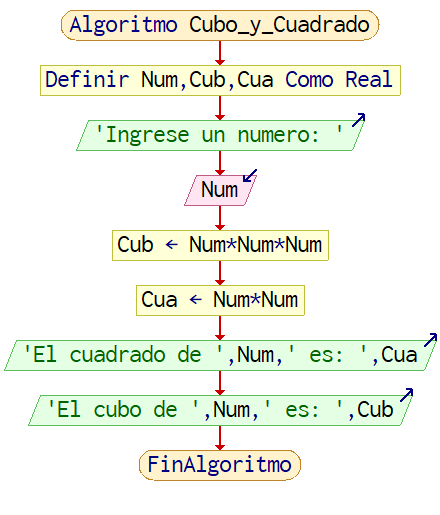 Algoritmo Cubo_y_Cuadrado
Definir Num,Cub,Cua Como Real
'Ingrese un numero: '
Num
Cub ← Num*Num*Num
Cua ← Num*Num
'El cuadrado de ',Num,' es: ',Cua
'El cubo de ',Num,' es: ',Cub
FinAlgoritmo